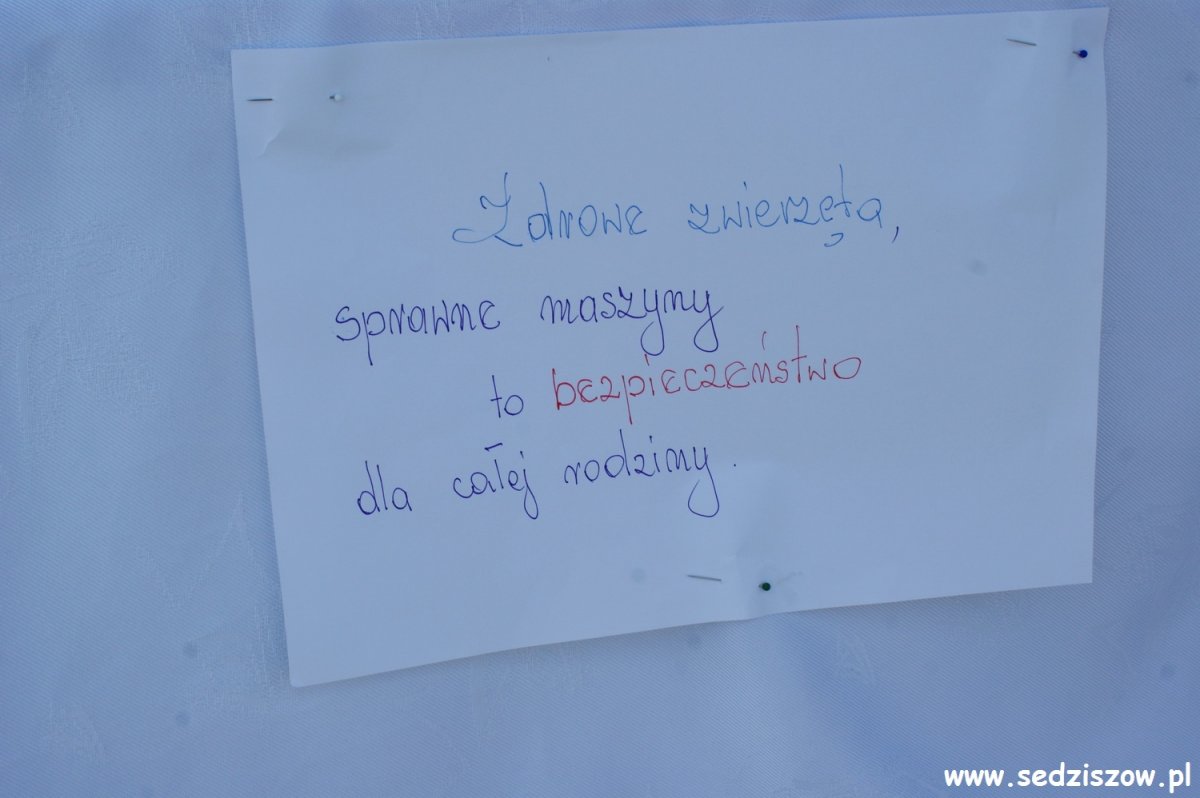 Zdrowe zwierzęta,
sprawne maszyny
to bezpieczeństwo
dla całej rodziny.
www.sedziszow.pl